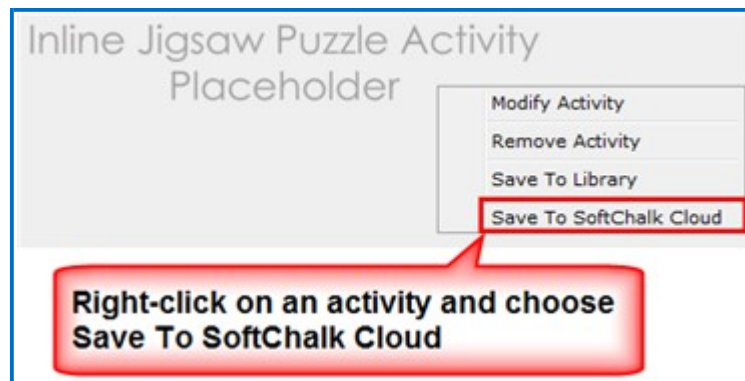 Inline Jigsaw Puzzle Activity
Placeholder
Modify Activity
Remove Activity
Save To Library
Save To SoftChalk Cloud
Right-click on an activity and choose
Save To SoftChalk Cloud